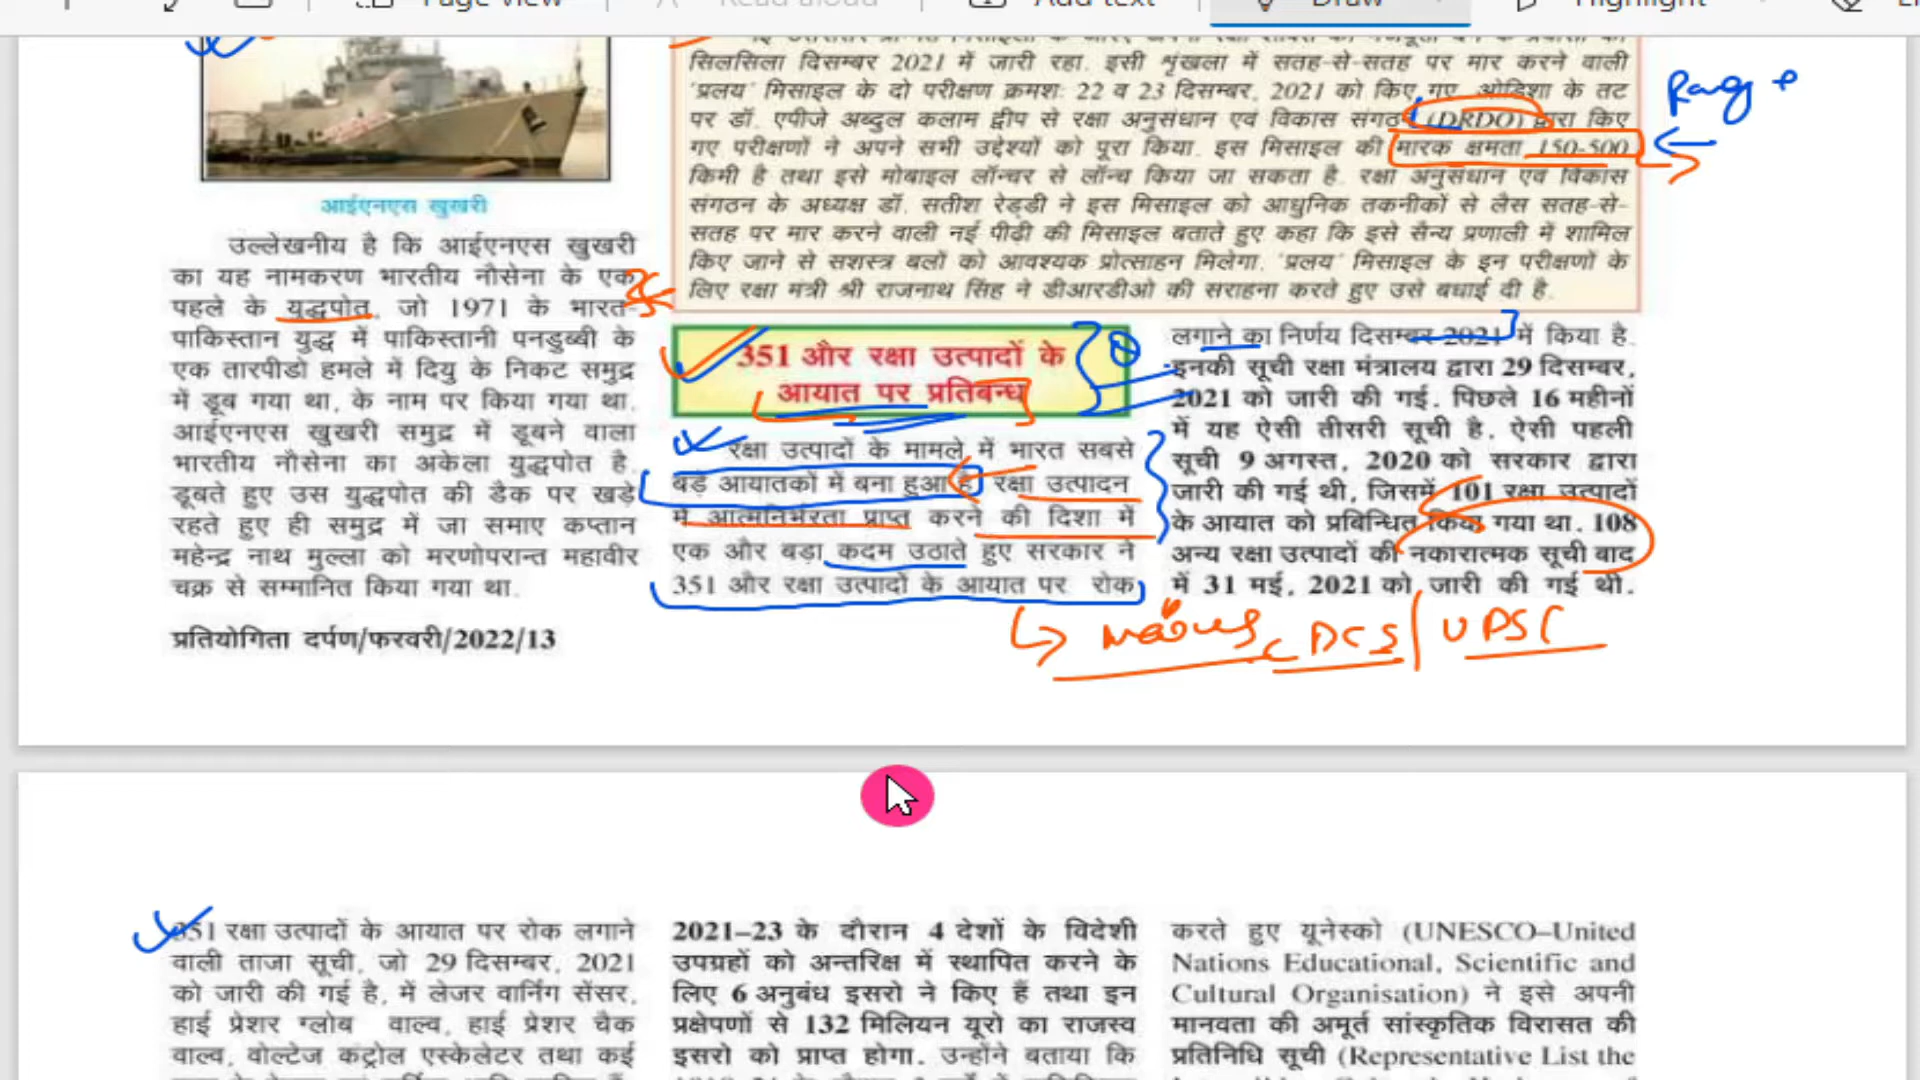 Page view
Read aloud
Add text
Draw
Highlight
सिलसिला दिसम्बर 2021 में जारी रहा. इसी शृंखला में सतह-से-सतह पर मार करने वाली
'प्रलय' मिसाइल के दो परीक्षण क्रमशः 22 व 23 दिसम्बर, 2021 को किए गए. ओडिशा के तट
पर डॉ. एपीजे अब्दुल कलाम द्वीप से रक्षा अनुसंधान एवं विकास संगठन (DRDO) द्वारा किए
गए परीक्षणों ने अपने सभी उद्देश्यों को पूरा किया. इस मिसाइल की मारक क्षमता 150-500
किमी है तथा इसे मोबाइल लॉन्चर से लॉन्च किया जा सकता है. रक्षा अनुसंधान एवं विकास
संगठन के अध्यक्ष डॉ. सतीश रेड्डी ने इस मिसाइल को आधुनिक तकनीकों से लैस सतह-से-
सतह पर मार करने वाली नई पीढ़ी की मिसाइल बताते हुए कहा कि इसे सैन्य प्रणाली में शामिल
किए जाने से सशस्त्र बलों को आवश्यक प्रोत्साहन मिलेगा. 'प्रलय' मिसाइल के इन परीक्षणों के
लिए रक्षा मंत्री श्री राजनाथ सिंह ने डीआरडीओ की सराहना करते हुए उसे बधाई दी है.
आईएनएस खुखरी
उल्लेखनीय है कि आईएनएस खुखरी
का यह नामकरण भारतीय नौसेना के एक
पहले के युद्धपोत, जो 1971 के भारत-
पाकिस्तान युद्ध में पाकिस्तानी पनडुब्बी के
एक तारपीडो हमले में दियु के निकट समुद्र
में डूब गया था, के नाम पर किया गया था.
आईएनएस खुखरी समुद्र में डूबने वाला
भारतीय नौसेना का अकेला युद्धपोत है.
डूबते हुए उस युद्धपोत की डैक पर खड़े
रहते हुए ही समुद्र में जा समाए कप्तान
महेन्द्र नाथ मुल्ला को मरणोपरान्त महावीर
चक्र से सम्मानित किया गया था.
प्रतियोगिता दर्पण/फरवरी/2022/13
351 और रक्षा उत्पादों के
आयात पर प्रतिबन्ध
रक्षा उत्पादों के मामले में भारत सबसे
बड़े आयातकों में बना हुआ है रक्षा उत्पादन
में आत्मनिर्भरता प्राप्त करने की दिशा में
एक और बड़ा कदम उठाते हुए सरकार ने
351 और रक्षा उत्पादों के आयात पर रोक
लगाने का निर्णय दिसम्बर 2021 में किया है.
इनकी सूची रक्षा मंत्रालय द्वारा 29 दिसम्बर,
2021 को जारी की गई. पिछले 16 महीनों
में यह ऐसी तीसरी सूची है. ऐसी पहली
सूची 9 अगस्त, 2020 को सरकार द्वारा
जारी की गई थी, जिसमें 101 रक्षा उत्पादों
के आयात को प्रबिन्धित किया गया था. 108
अन्य रक्षा उत्पादों की नकारात्मक सूची बाद
में 31 मई, 2021 को जारी की गई थी.
UPSC
351 रक्षा उत्पादों के आयात पर रोक लगाने
वाली ताजा सूची, जो 29 दिसम्बर, 2021
को जारी की गई है, में लेजर वार्निंग सेंसर,
हाई प्रेशर ग्लोब वाल्व, हाई प्रेशर चैक
वाल्व, वोल्टेज कंट्रोल एस्केलेटर तथा कई
2021–23 के दौरान 4 देशों के विदेशी
उपग्रहों को अन्तरिक्ष में स्थापित करने के
लिए 6 अनुबंध इसरो ने किए हैं तथा इन
प्रक्षेपणों से 132 मिलियन यूरो का राजस्व
इसरो को प्राप्त होगा. उन्होंने बताया कि
करते हुए यूनेस्को (UNESCO–United
Nations Educational, Scientific and
Cultural Organisation) ने इसे अपनी
मानवता की अमूर्त सांस्कृतिक विरासत की
प्रतिनिधि सूची (Representative List the